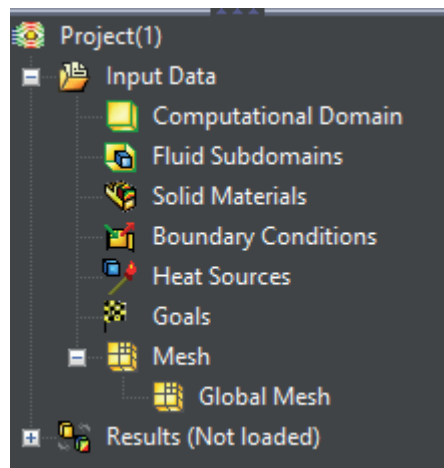 Project(1)
Input Data
Computational Domain
Fluid Subdomains
Solid Materials
Boundary Conditions
Heat Sources
Goals
Mesh
Global Mesh
Results (Not loaded)